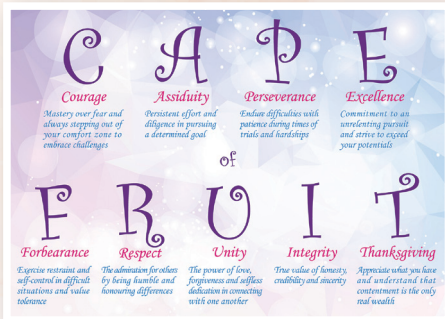 C A P E
Courage Assiduity Perseverance Excellence
Mastery over fear and
always stepping out of
your comfort zone to
embrace challenges
Persistent effort and
diligence in pursuing
a determined goal
Endure difficulties with
patience during times of
trials and hardships
Commitment to an
unrelenting pursuit
and strive to exceed
your potentials
of
F R U I T
Forbearance Respect Unity Integrity Thanksgiving
Exercise restraint and
self-control in difficult
situations and value
tolerance
The admiration for others
by being humble and
honouring differences
The power of love,
forgiveness and selfless
dedication in connecting
with one another
True value of honesty,
credibility and sincerity
Appreciate what you have
and understand that
contentment is the only
real wealth